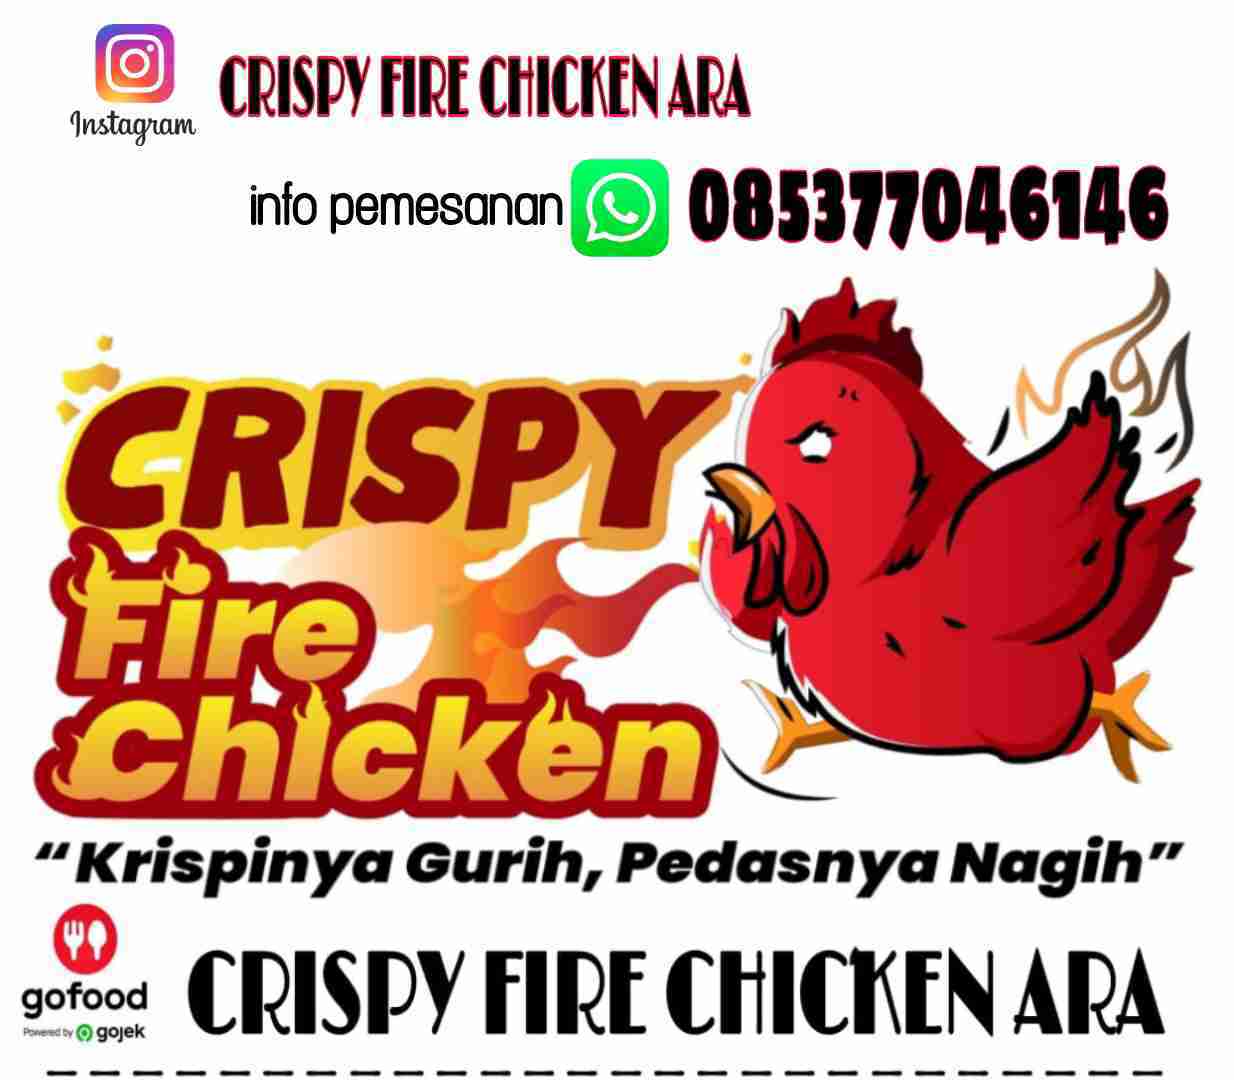 Instagram
CRISPY FIRE CHICKEN ARA
info pemesanan 085377046146
CRISPY
Fire
Chicken
“Krispinya Gurih, Pedasnya Nagih”
gofood
Powered by gojek
CRISPY FIRE CHICKEN ARA